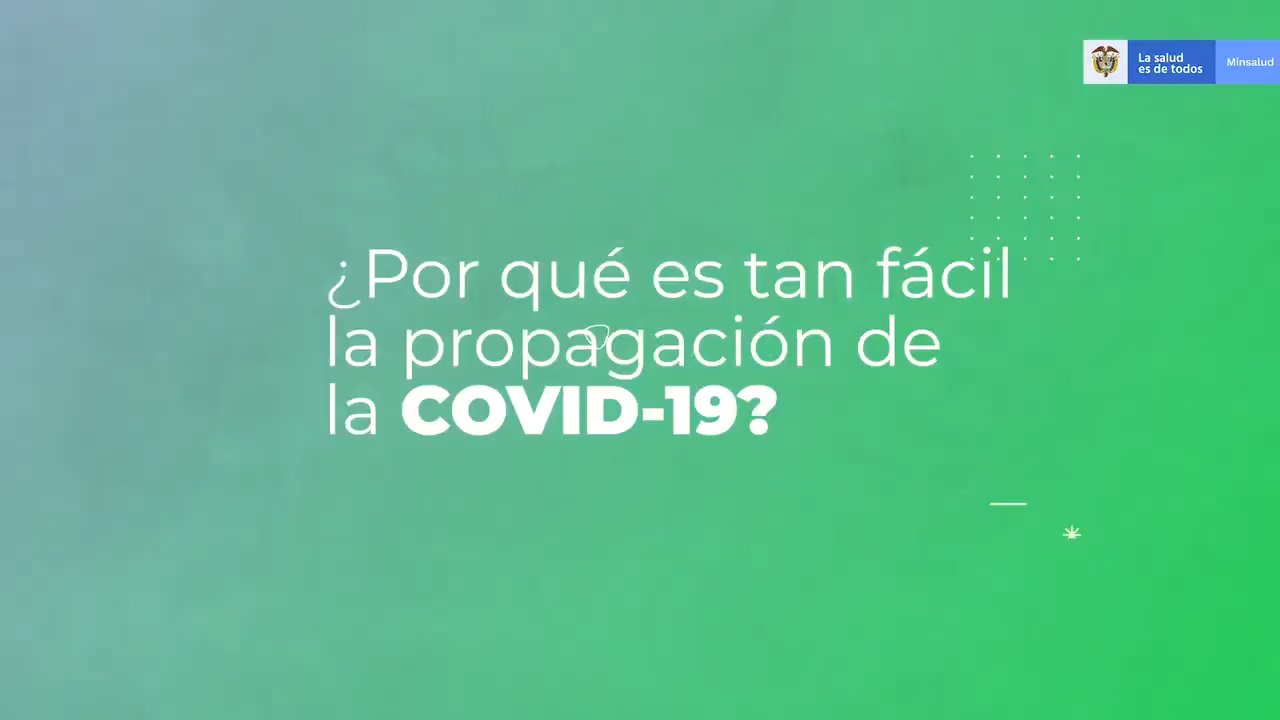 La salud
es de todos
Minsalud
¿Por qué es tan fácil
la propagación de
la COVID-19?